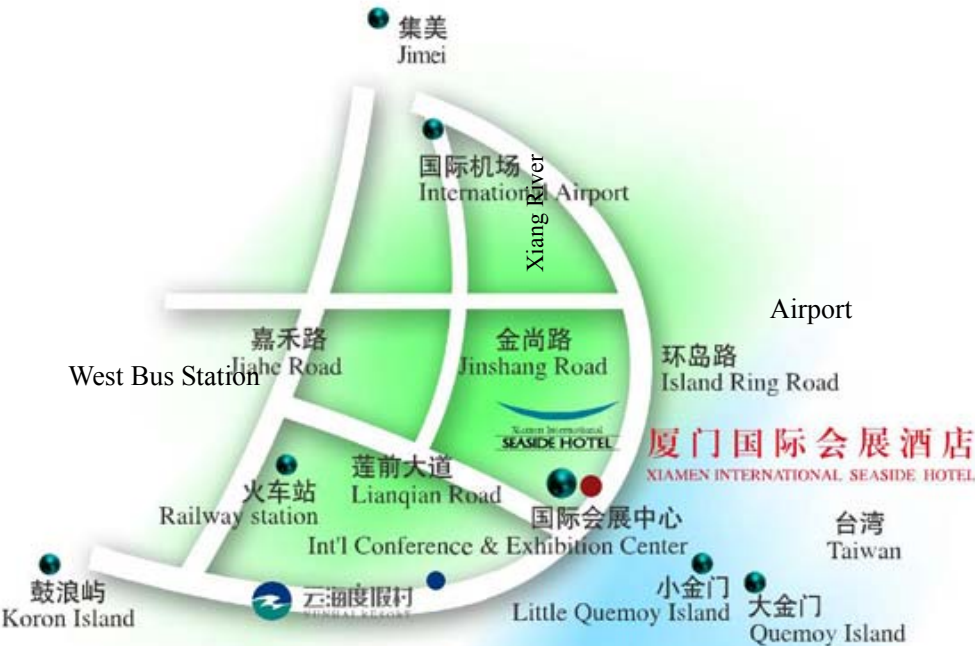 集美
Jimei
国际机场
International Airport
Xiang River
Airport
嘉禾路
Jiahe Road
West Bus Station
金尚路
Jinshang Road
环岛路
Island Ring Road
Xiamen International
SEASIDE HOTEL
厦门国际会展酒店
XIAMEN INTERNATIONAL SEASIDE HOTEL
莲前大道
Lianqian Road
火车站
Railway station
国际会展中心
Int'l Conference & Exhibition Center
台湾
Taiwan
鼓浪屿
Koron Island
云海度假村
YUNHAI RESORT
小金门
Little Quemoy Island
大金门
Quemoy Island